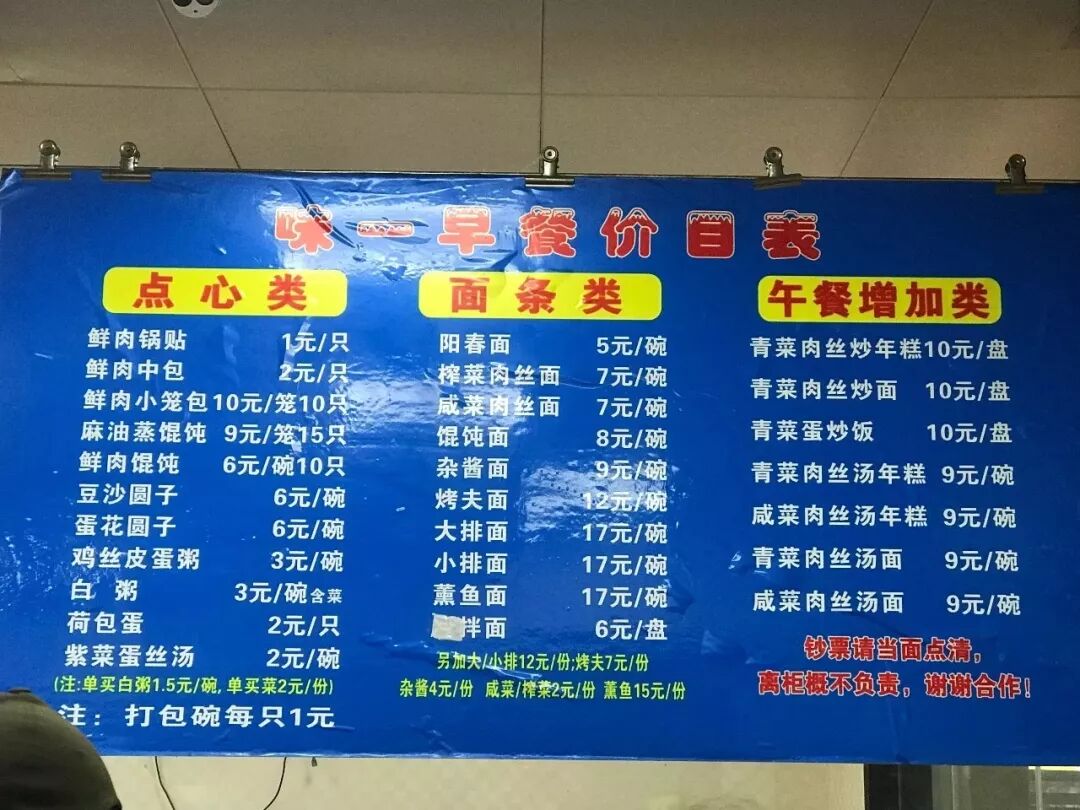 味一早餐价目表
点心类
鲜肉锅贴 1元/只
鲜肉中包 2元/只
鲜肉小笼包 10元/笼10只
麻油蒸馄饨 9元/笼15只
鲜肉馄饨 6元/碗10只
豆沙圆子 6元/碗
蛋花圆子 6元/碗
鸡丝皮蛋粥 3元/碗
白粥 3元/碗含菜
荷包蛋 2元/只
紫菜蛋丝汤 2元/碗
(注:单买白粥1.5元/碗, 单买菜2元/份)
注: 打包碗每只1元
面条类
阳春面 5元/碗
榨菜肉丝面 7元/碗
咸菜肉丝面 7元/碗
馄饨面 8元/碗
杂酱面 9元/碗
烤夫面 12元/碗
大排面 17元/碗
小排面 17元/碗
薰鱼面 17元/碗
拌面 6元/盘
另加大/小排12元/份;烤夫7元/份
杂酱4元/份 咸菜/榨菜2元/份 薰鱼15元/份
午餐增加类
青菜肉丝炒年糕 10元/盘
青菜肉丝炒面 10元/盘
青菜蛋炒饭 10元/盘
青菜肉丝汤年糕 9元/碗
咸菜肉丝汤年糕 9元/碗
青菜肉丝汤面 9元/碗
咸菜肉丝汤面 9元/碗
钞票请当面点清,
离柜概不负责, 谢谢合作!